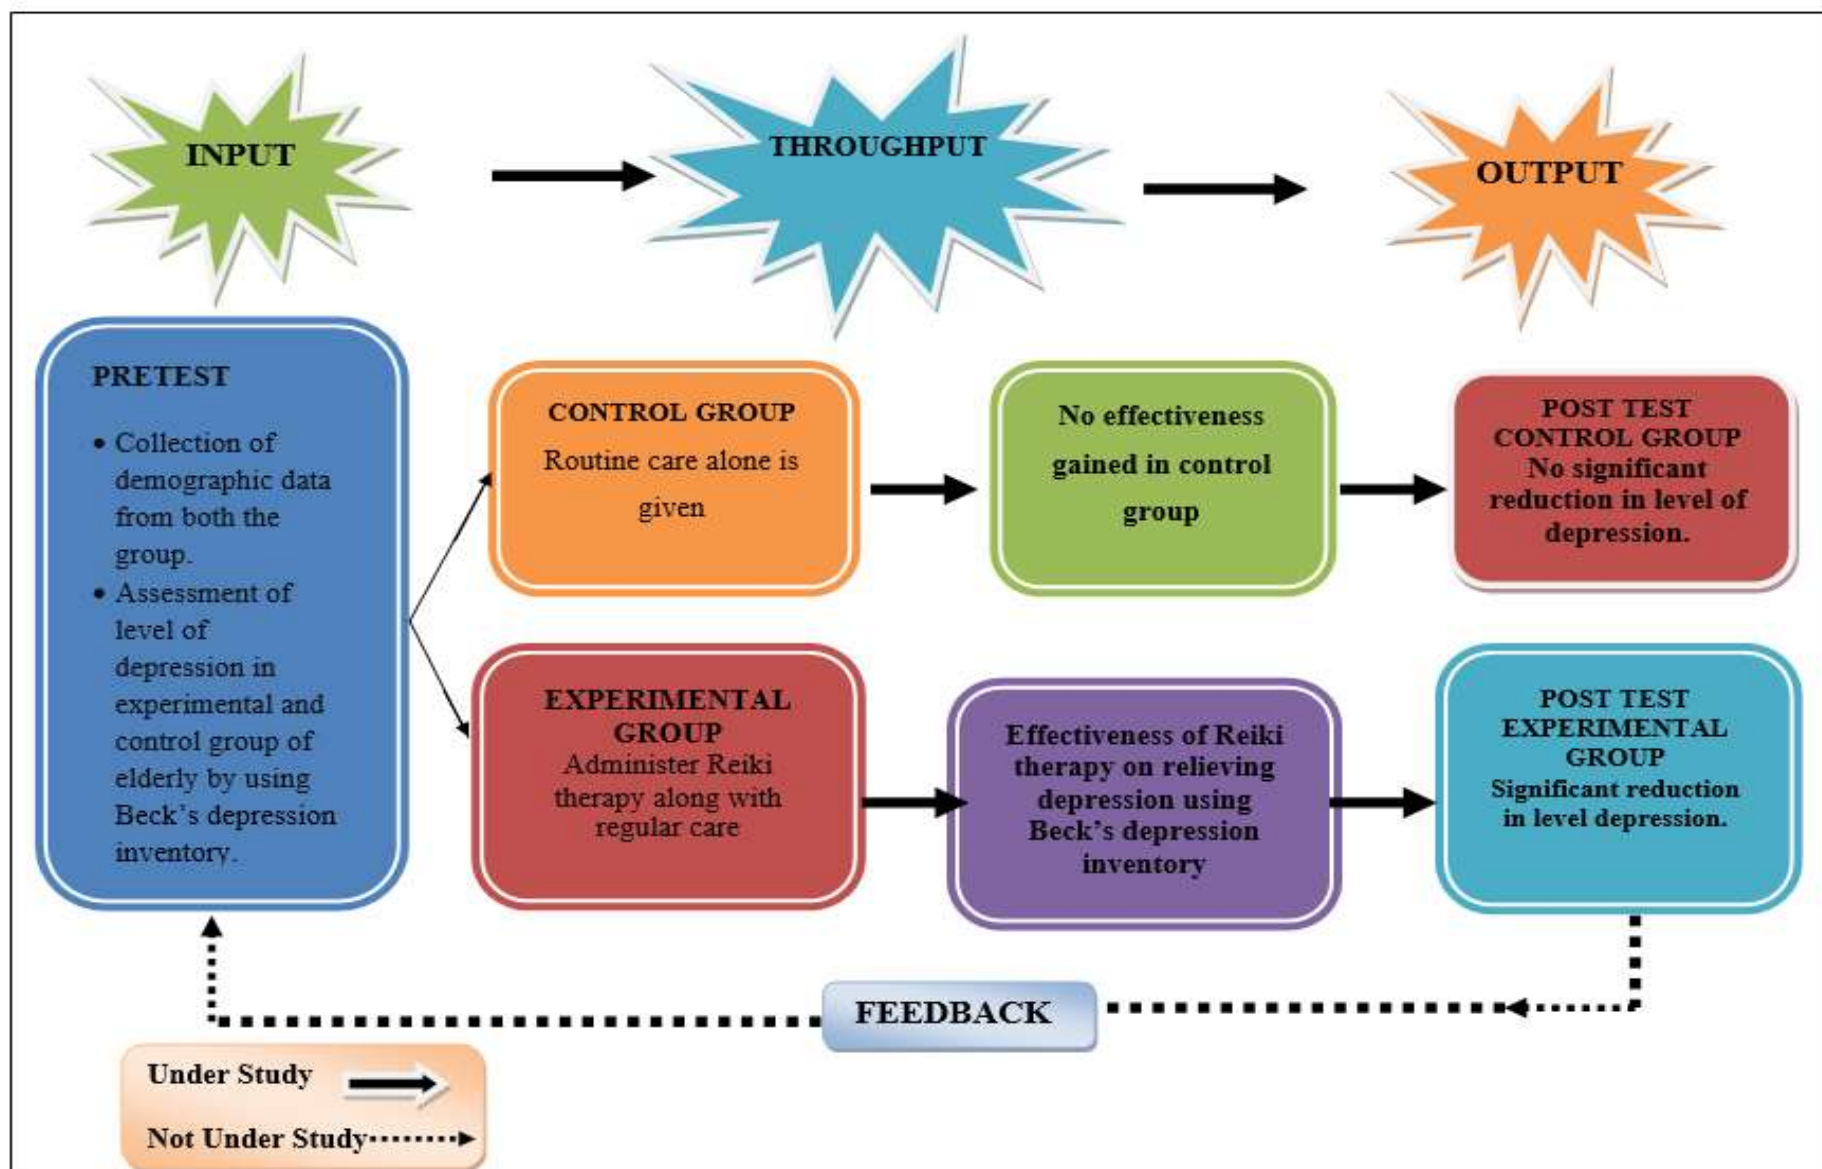 INPUT
THROUGHPUT
OUTPUT
PRETEST
• Collection of
demographic data
from both the
group.
• Assessment of
level of
depression in
experimental and
control group of
elderly by using
Beck’s depression
inventory.
CONTROL GROUP
Routine care alone is
given
No effectiveness
gained in control
group
POST TEST
CONTROL GROUP
No significant
reduction in level of
depression.
EXPERIMENTAL
GROUP
Administer Reiki
therapy along with
regular care
Effectiveness of Reiki
therapy on relieving
depression using
Beck’s depression
inventory
POST TEST
EXPERIMENTAL
GROUP
Significant reduction
in level depression.
FEEDBACK
Under Study
Not Under Study